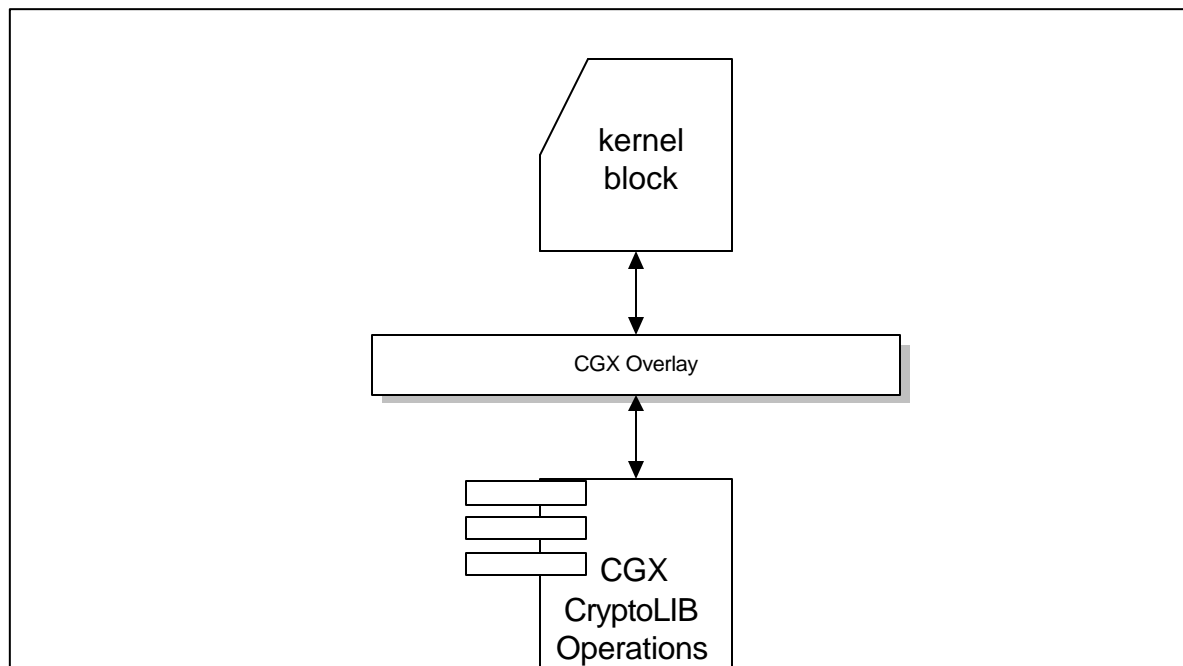 kernel
block
CGX Overlay
CGX
CryptoLIB
Operations